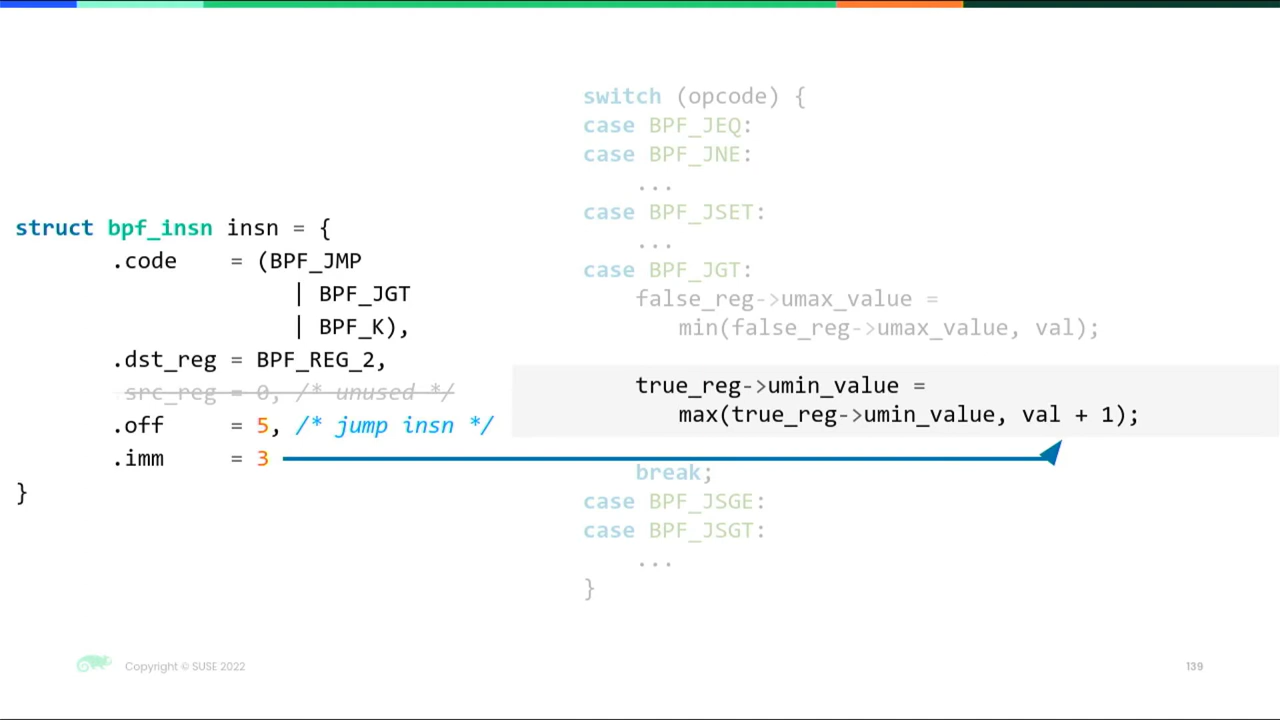 struct bpf_insn insn = {
.code = (BPF_JMP
| BPF_JGT
| BPF_K),
.dst_reg = BPF_REG_2,
src_reg = 0, /* unused */
.off = 5, /* jump insn */
.imm = 3
}
switch (opcode) {
case BPF_JEQ:
case BPF_JNE:
...
case BPF_JSET:
...
case BPF_JGT:
false_reg->umax_value =
min(false_reg->umax_value, val);
true_reg->umin_value =
max(true_reg->umin_value, val + 1);
break;
case BPF_JSGE:
case BPF_JSGT:
...
}
Copyright © SUSE 2022
139